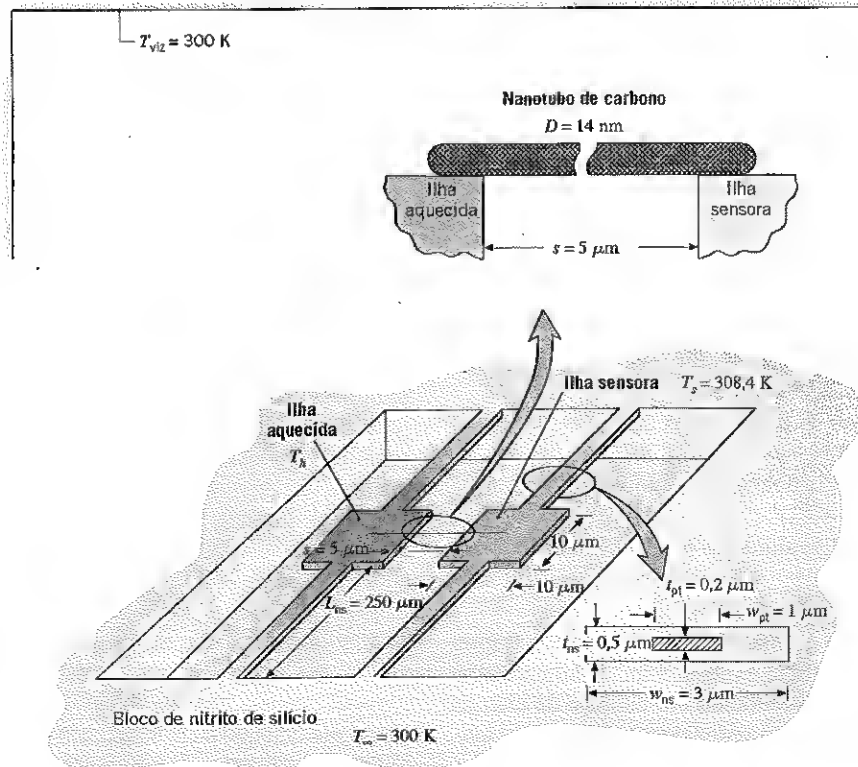 T_viz = 300 K
Nanotubo de carbono
D = 14 nm
Ilha
aquecida
Ilha
sensora
s = 5 μm
Ilha sensora
T_s = 308,4 K
Ilha
aquecida
T_h
s = 5 μm
10 μm
L_ns = 250 μm
10 μm
t_pt = 0,2 μm
w_pt = 1 μm
t_ns = 0,5 μm
w_ns = 3 μm
Bloco de nitrito de silício
T_∞ = 300 K